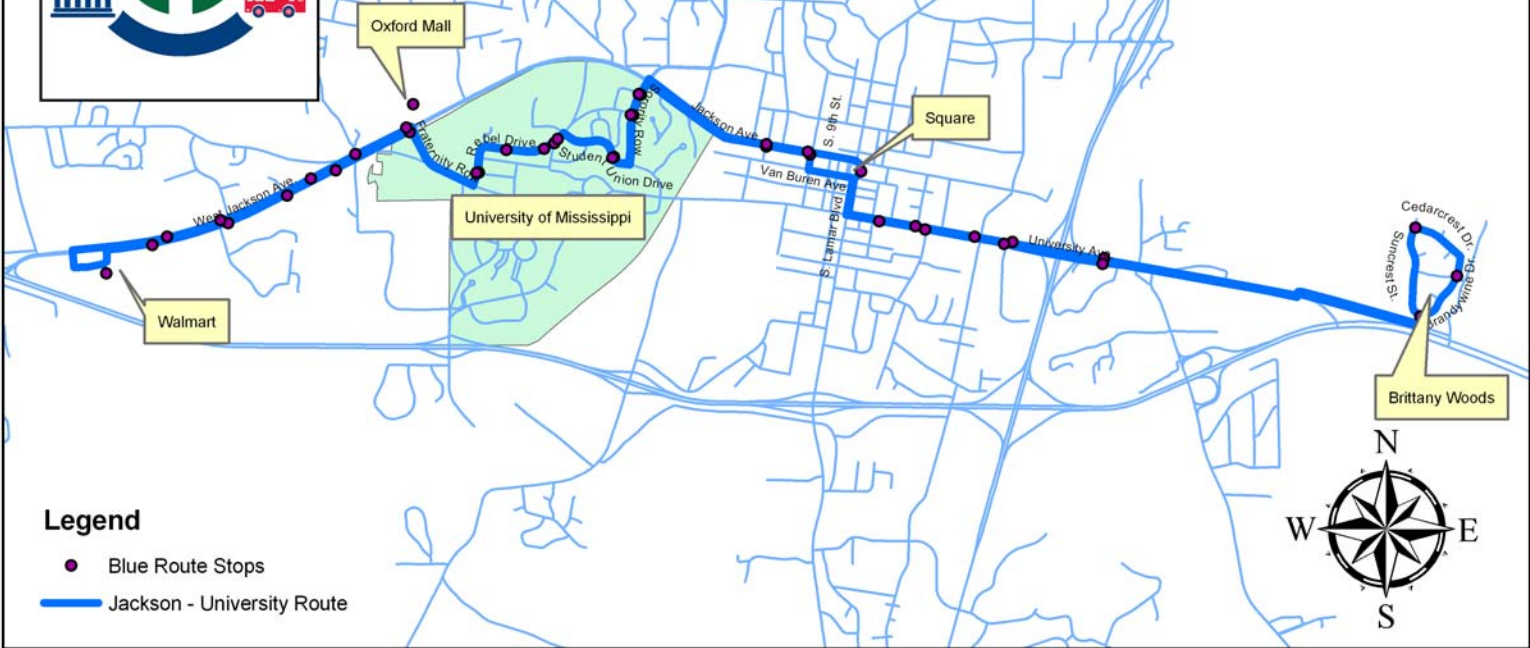 Oxford Mall
S. 9th St.
Jackson Ave
Square
Fraternity Row
Rebel Drive
Student Union Drive
Sorority Row
Van Buren Ave
Cedarcrest Dr.
West Jackson Ave
University of Mississippi
S. Lamar Blvd
University Ave
Suncrest St.
Brandywine Dr.
Walmart
Brittany Woods
N
W
E
S
Legend
Blue Route Stops
Jackson - University Route